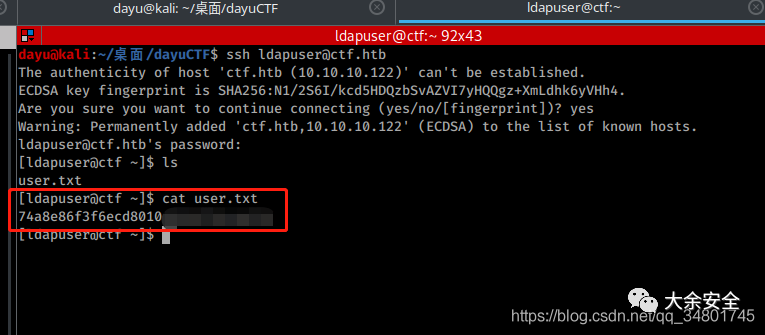 dayu@kali: ~/桌面/dayuCTF
ldapuser@ctf:~
ldapuser@ctf:~ 92x43
dayu@kali:~/桌面/dayuCTF$ ssh ldapuser@ctf.htb
The authenticity of host 'ctf.htb (10.10.10.122)' can't be established.
ECDSA key fingerprint is SHA256:N1/2S6I/kcd5HDQzbSvAZVI7yHQQgz+XmLdhk6yVHh4.
Are you sure you want to continue connecting (yes/no/[fingerprint])? yes
Warning: Permanently added 'ctf.htb,10.10.10.122' (ECDSA) to the list of known hosts.
ldapuser@ctf.htb's password:
[ldapuser@ctf ~]$ ls
user.txt
[ldapuser@ctf ~]$ cat user.txt
74a8e86f3f6ecd8010
[ldapuser@ctf ~]$
大余安全
https://blog.csdn.net/qq_34801745